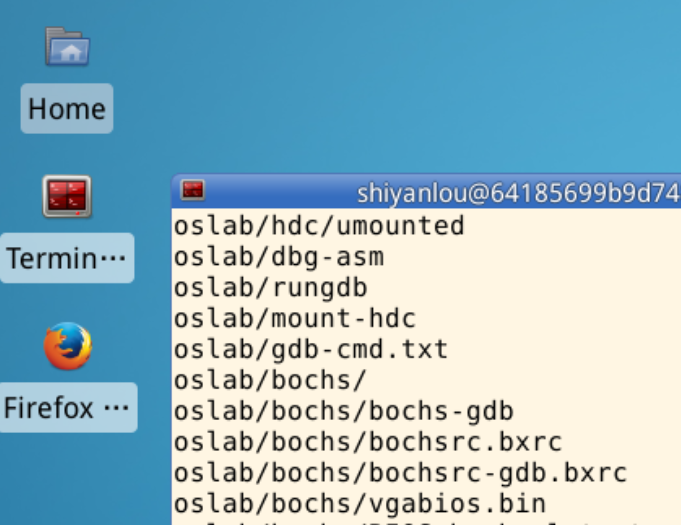 Home
Termin···
Firefox ···
shiyanlou@64185699b9d74
oslab/hdc/umounted
oslab/dbg-asm
oslab/rungdb
oslab/mount-hdc
oslab/gdb-cmd.txt
oslab/bochs/
oslab/bochs/bochs-gdb
oslab/bochs/bochsrc.bxrc
oslab/bochs/bochsrc-gdb.bxrc
oslab/bochs/vgabios.bin